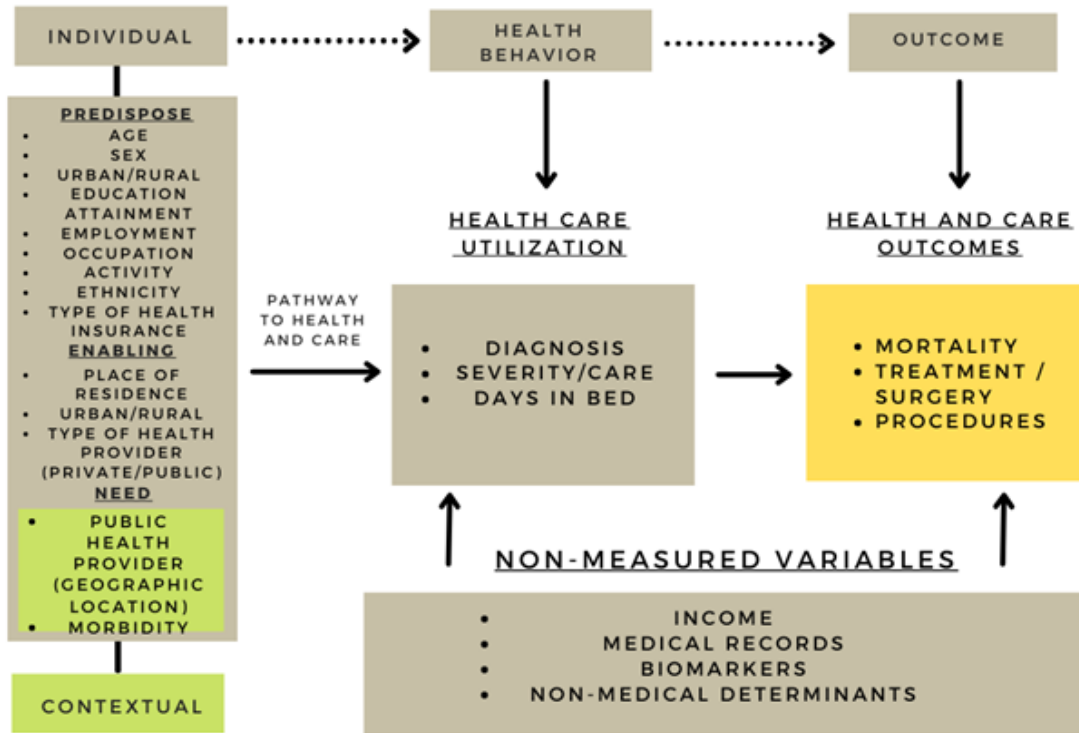 INDIVIDUAL
HEALTH
BEHAVIOR
OUTCOME
PREDISPOSE
• AGE
• SEX
• URBAN/RURAL
• EDUCATION
ATTAINMENT
• EMPLOYMENT
• OCCUPATION
• ACTIVITY
• ETHNICITY
• TYPE OF HEALTH
INSURANCE
ENABLING
• PLACE OF
RESIDENCE
• URBAN/RURAL
• TYPE OF HEALTH
PROVIDER
(PRIVATE/PUBLIC)
NEED
• PUBLIC
HEALTH
PROVIDER
(GEOGRAPHIC
LOCATION)
• MORBIDITY
CONTEXTUAL
PATHWAY
TO HEALTH
AND CARE
HEALTH CARE
UTILIZATION
• DIAGNOSIS
• SEVERITY/CARE
• DAYS IN BED
HEALTH AND CARE
OUTCOMES
• MORTALITY
• TREATMENT /
SURGERY
• PROCEDURES
NON-MEASURED VARIABLES
• INCOME
• MEDICAL RECORDS
• BIOMARKERS
• NON-MEDICAL DETERMINANTS